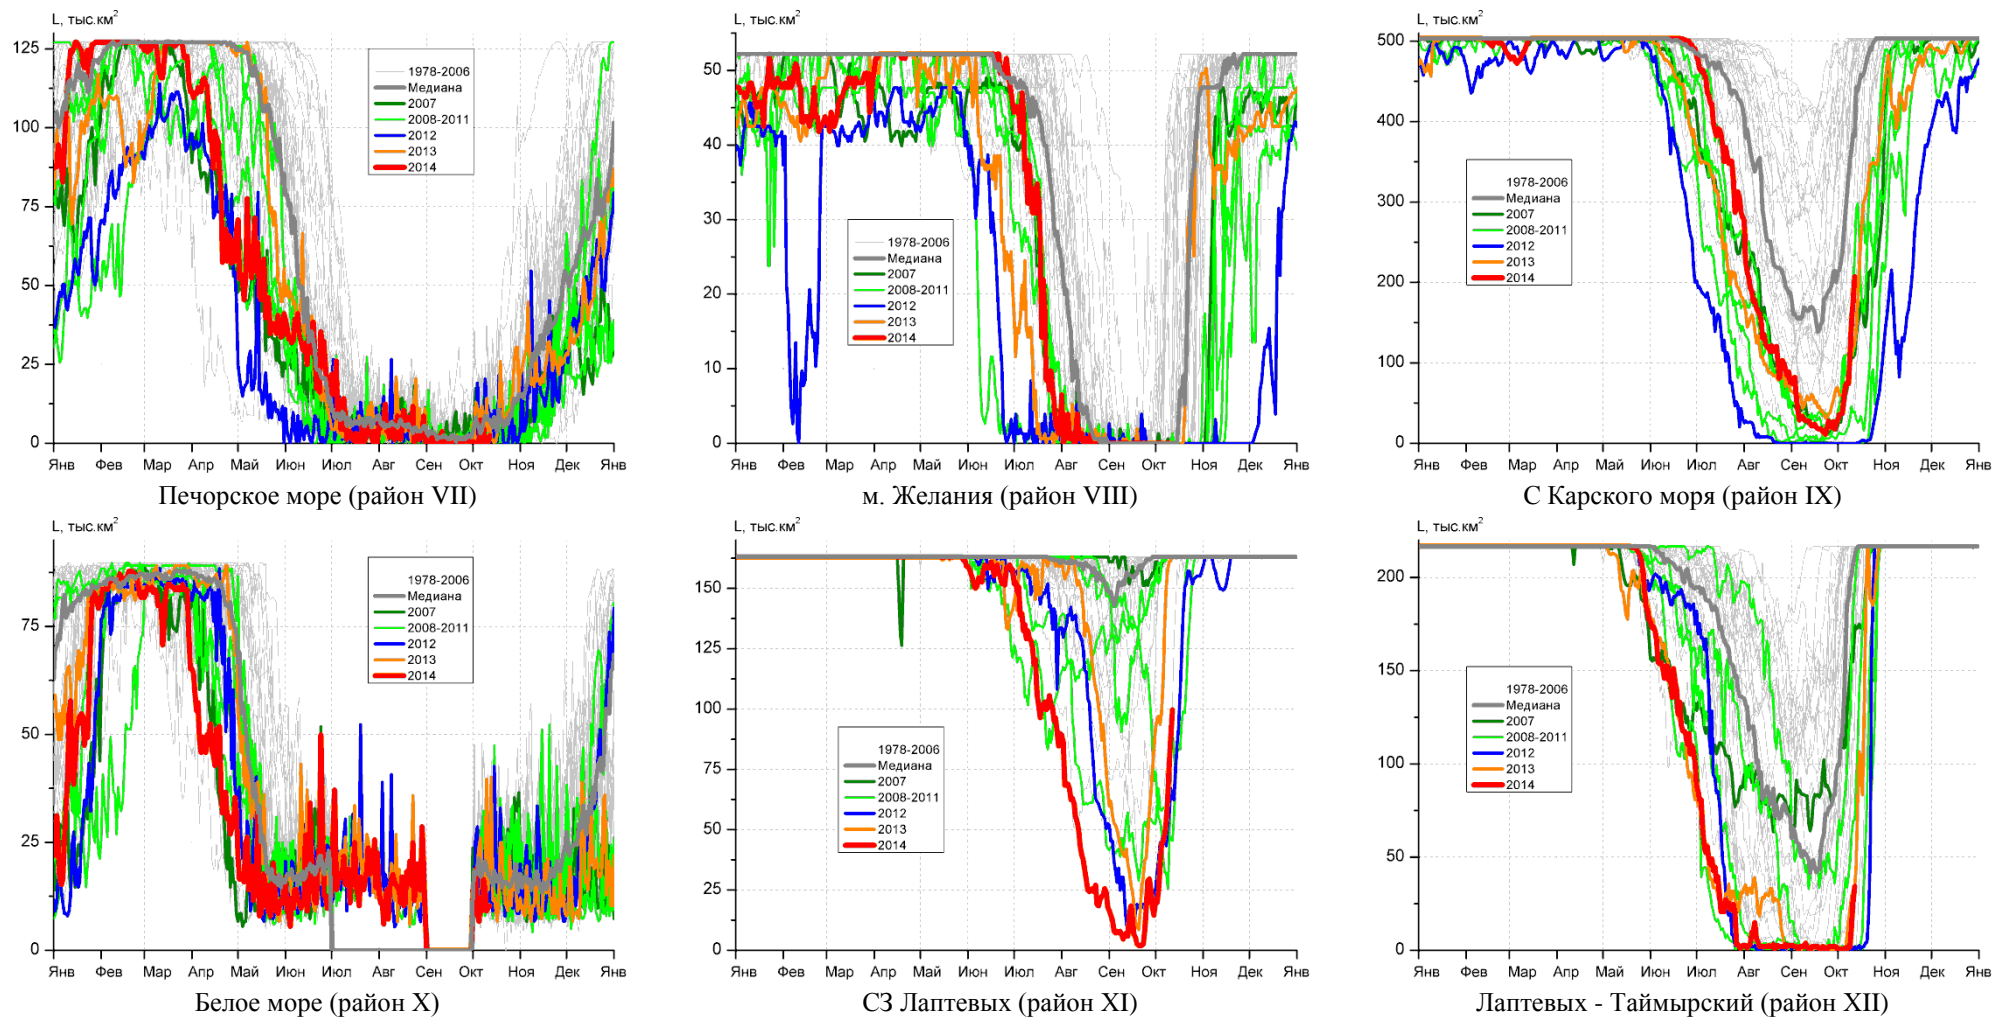 L, тыс.км²
125
100
75
50
25
0
1978-2006
Медиана
2007
2008-2011
2012
2013
2014
Янв Фев Мар Апр Май Июн Июл Авг Сен Окт Ноя Дек Янв
Печорское море (район VII)
L, тыс.км²
50
40
30
22
10
0
1978-2006
Медиана
2007
2008-2011
2012
2013
2014
Янв Фев Мар Апр Май Июн Июл Авг Сен Окт Ноя Дек Янв
м. Желания (район VIII)
L, тыс.км²
500
400
300
200
100
0
1978-2006
Медиана
2007
2008-2011
2012
2013
2014
Янв Фев Мар Апр Май Июн Июл Авг Сен Окт Ноя Дек Янв
С Карского моря (район IX)
L, тыс.км²
75
50
25
0
1978-2006
Медиана
2007
2008-2011
2012
2013
2014
Янв Фев Мар Апр Май Июн Июл Авг Сен Окт Ноя Дек Янв
Белое море (район X)
L, тыс.км²
150
125
100
75
50
25
0
1978-2006
Медиана
2007
2008-2011
2012
2013
2014
Янв Фев Мар Апр Май Июн Июл Авг Сен Окт Ноя Дек Янв
СЗ Лаптевых (район XI)
L, тыс.км²
200
150
100
50
0
1978-2006
Медиана
2007
2008-2011
2012
2013
2014
Янв Фев Мар Апр Май Июн Июл Авг Сен Окт Ноя Дек Янв
Лаптевых - Таймырский (район XII)